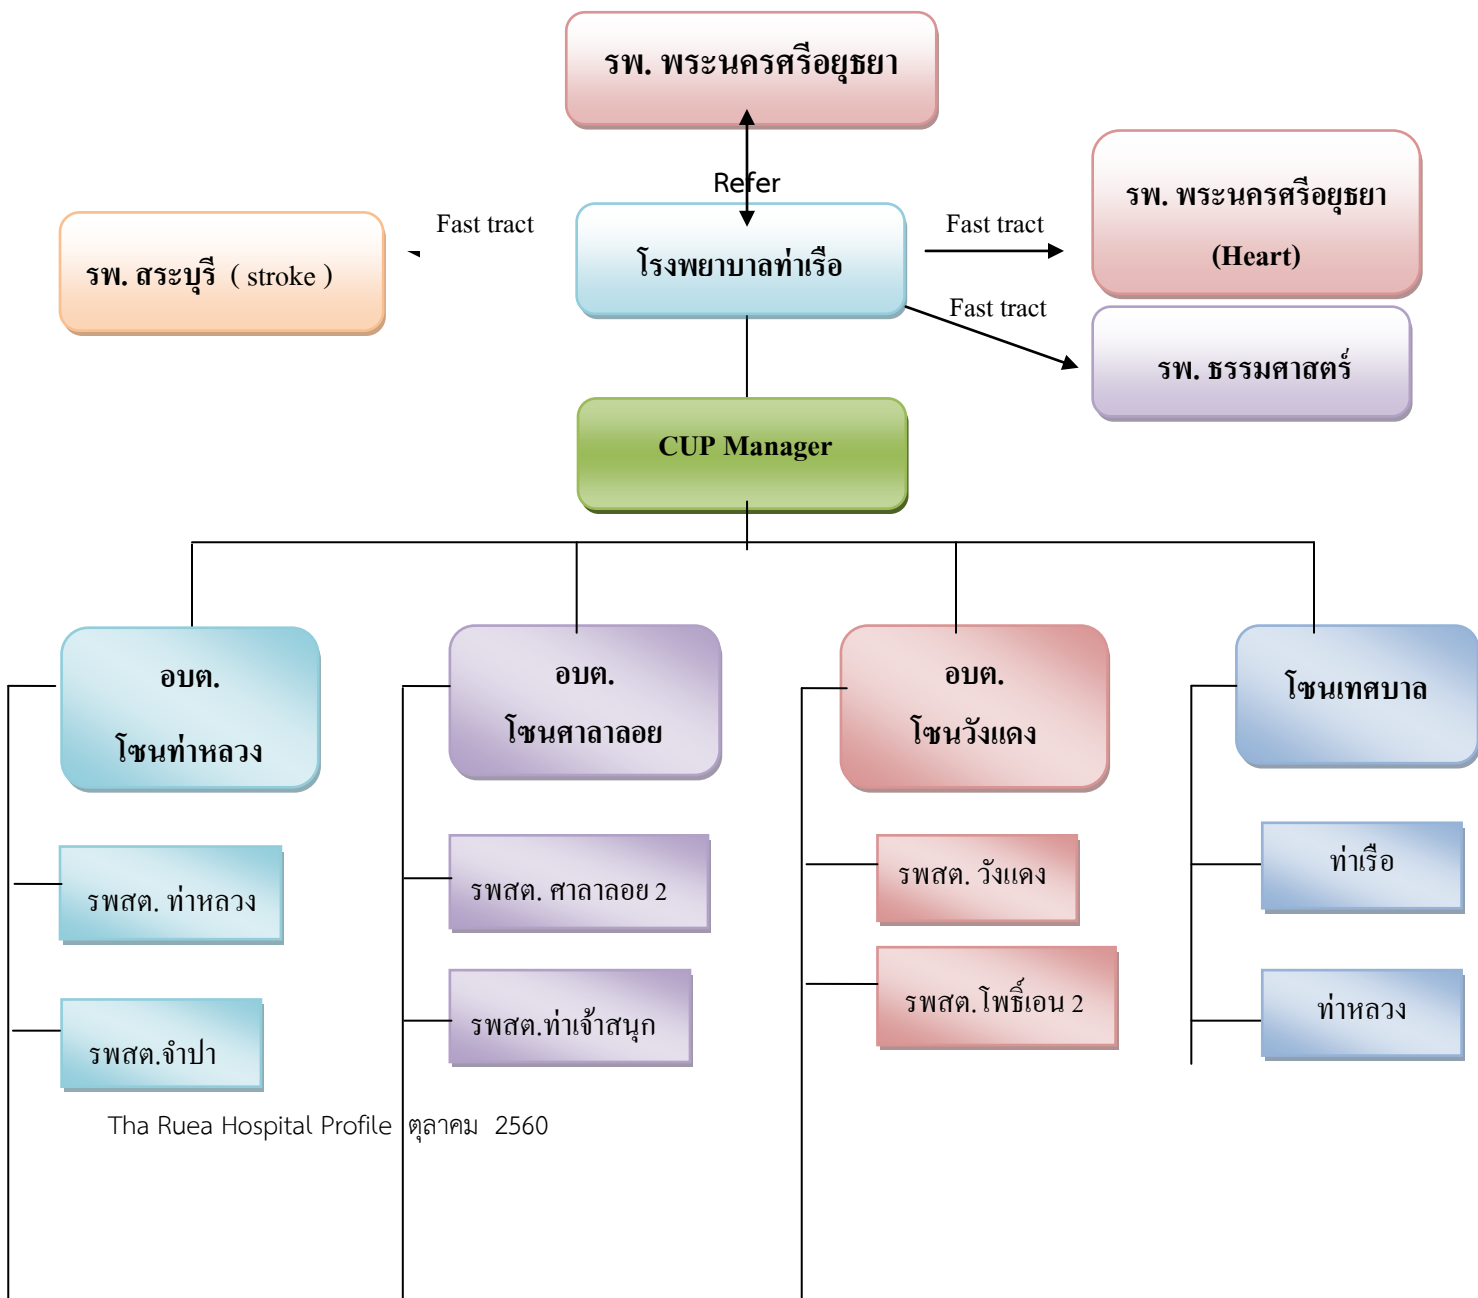 รพ. พระนครศรีอยุธยา
Refer
รพ. สระบุรี ( stroke )
Fast tract
โรงพยาบาลท่าเรือ
Fast tract
รพ. พระนครศรีอยุธยา
(Heart)
Fast tract
รพ. ธรรมศาสตร์
CUP Manager
อบต.
โซนท่าหลวง
อบต.
โซนศาลาลอย
อบต.
โซนวังแดง
โซนเทศบาล
รพสต. ท่าหลวง
รพสต. ศาลาลอย 2
รพสต. วังแดง
ท่าเรือ
รพสต.จำปา
รพสต.ท่าเจ้าสนุก
รพสต.โพธิ์เอน 2
ท่าหลวง
Tha Ruea Hospital Profile ตุลาคม 2560